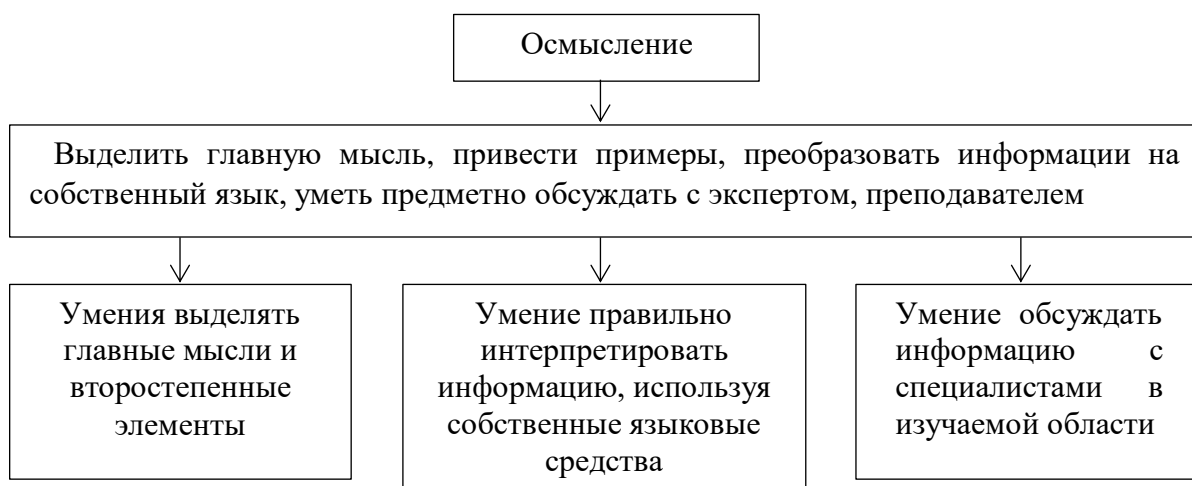 Осмысление
Выделить главную мысль, привести примеры, преобразовать информации на
собственный язык, уметь предметно обсуждать с экспертом, преподавателем
Умения выделять
главные мысли и
второстепенные
элементы
Умение правильно
интерпретировать
информацию, используя
собственные языковые
средства
Умение обсуждать
информацию с
специалистами в
изучаемой области